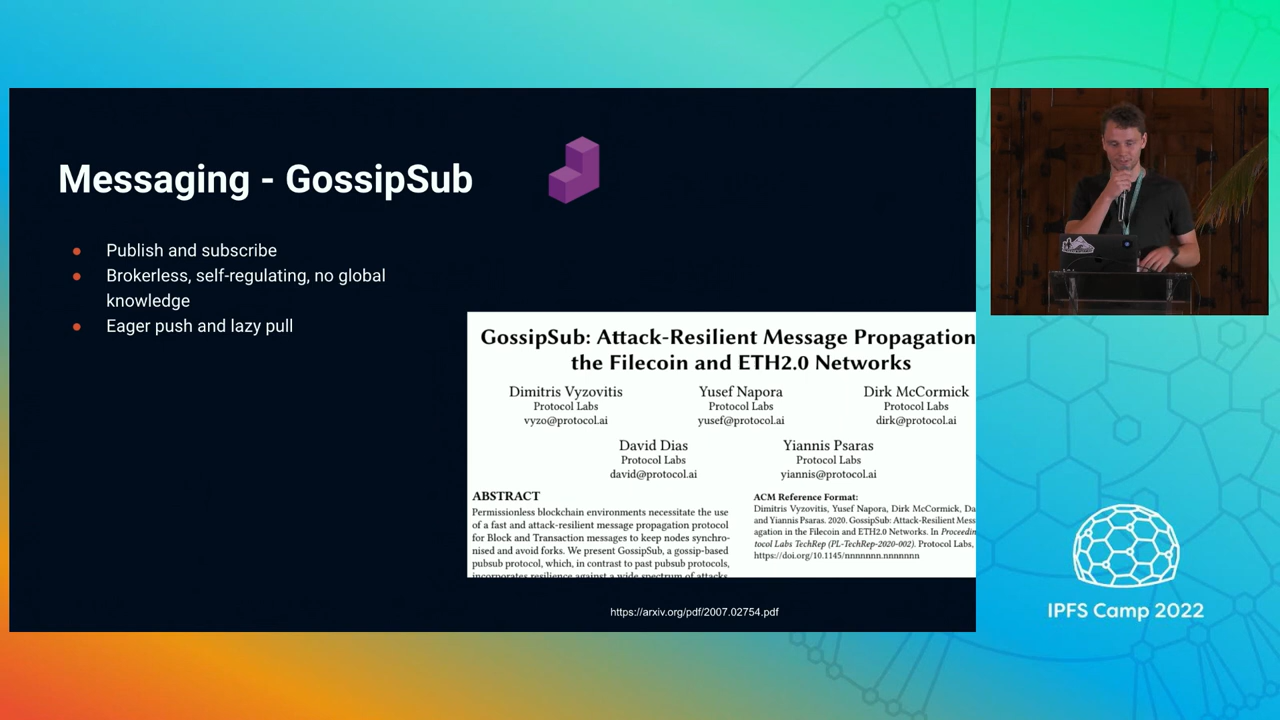 Messaging - GossipSub
Publish and subscribe
Brokerless, self-regulating, no global
knowledge
Eager push and lazy pull
GossipSub: Attack-Resilient Message Propagation
the Filecoin and ETH2.0 Networks
Dimitris Vyzovitis
Protocol Labs
vyzo@protocol.ai
Yusef Napora
Protocol Labs
yusef@protocol.ai
Dirk McCormick
Protocol Labs
dirk@protocol.ai
David Dias
Protocol Labs
david@protocol.ai
Yiannis Psaras
Protocol Labs
yiannis@protocol.ai
ABSTRACT
Permissionless blockchain environments necessitate the use
of a fast and attack-resilient message propagation protocol
for Block and Transaction messages to keep nodes synchro-
nised and avoid forks. We present GossipSub, a gossip-based
pubsub protocol, which, in contrast to past pubsub protocols,
incorporates resilience against a wide spectrum of attacks.
ACM Reference Format:
Dimitris Vyzovitis, Yusef Napora, Dirk McCormick, Da
and Yiannis Psaras. 2020. GossipSub: Attack-Resilient Mess
agation in the Filecoin and ETH2.0 Networks. In Proceedin
tocol Labs TechRep (PL-TechRep-2020-002). Protocol Labs,
https://doi.org/10.1145/nnnnnnn.nnnnnnn
https://arxiv.org/pdf/2007.02754.pdf
IPFS Camp 2022